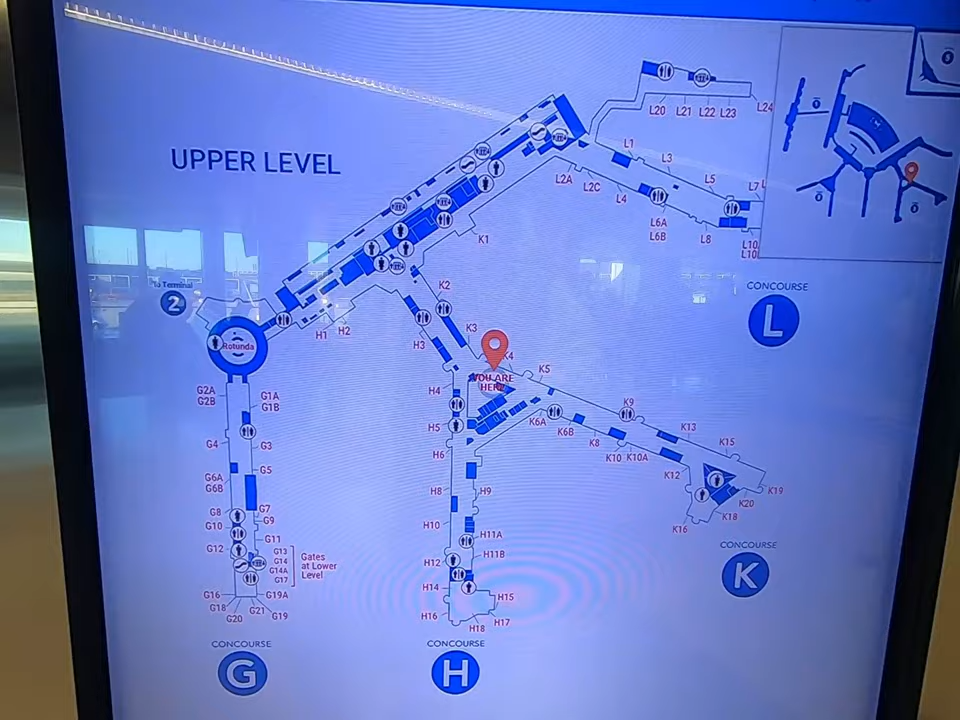 UPPER LEVEL
To Terminal
2
Rotunda
L20
L21
L22
L23
L24
L1
L3
L5
L7
L2A
L2C
L4
L6A
L6B
L8
L10
K1
K2
K3
K4
K5
YOU ARE
HERE
H1
H2
H3
H4
H5
H6
H8
H9
H10
H11A
H11B
H12
H14
H15
H16
H17
H18
K6A
K6B
K8
K9
K10
K10A
K12
K13
K15
K16
K18
K19
K20
G2A
G2B
G1A
G1B
G4
G3
G6A
G6B
G5
G8
G7
G10
G9
G12
G11
G13
G14
G14A
G17
Gates
at Lower
Level
G16
G19A
G18
G21
G19
G20
CONCOURSE
L
CONCOURSE
K
CONCOURSE
G
CONCOURSE
H